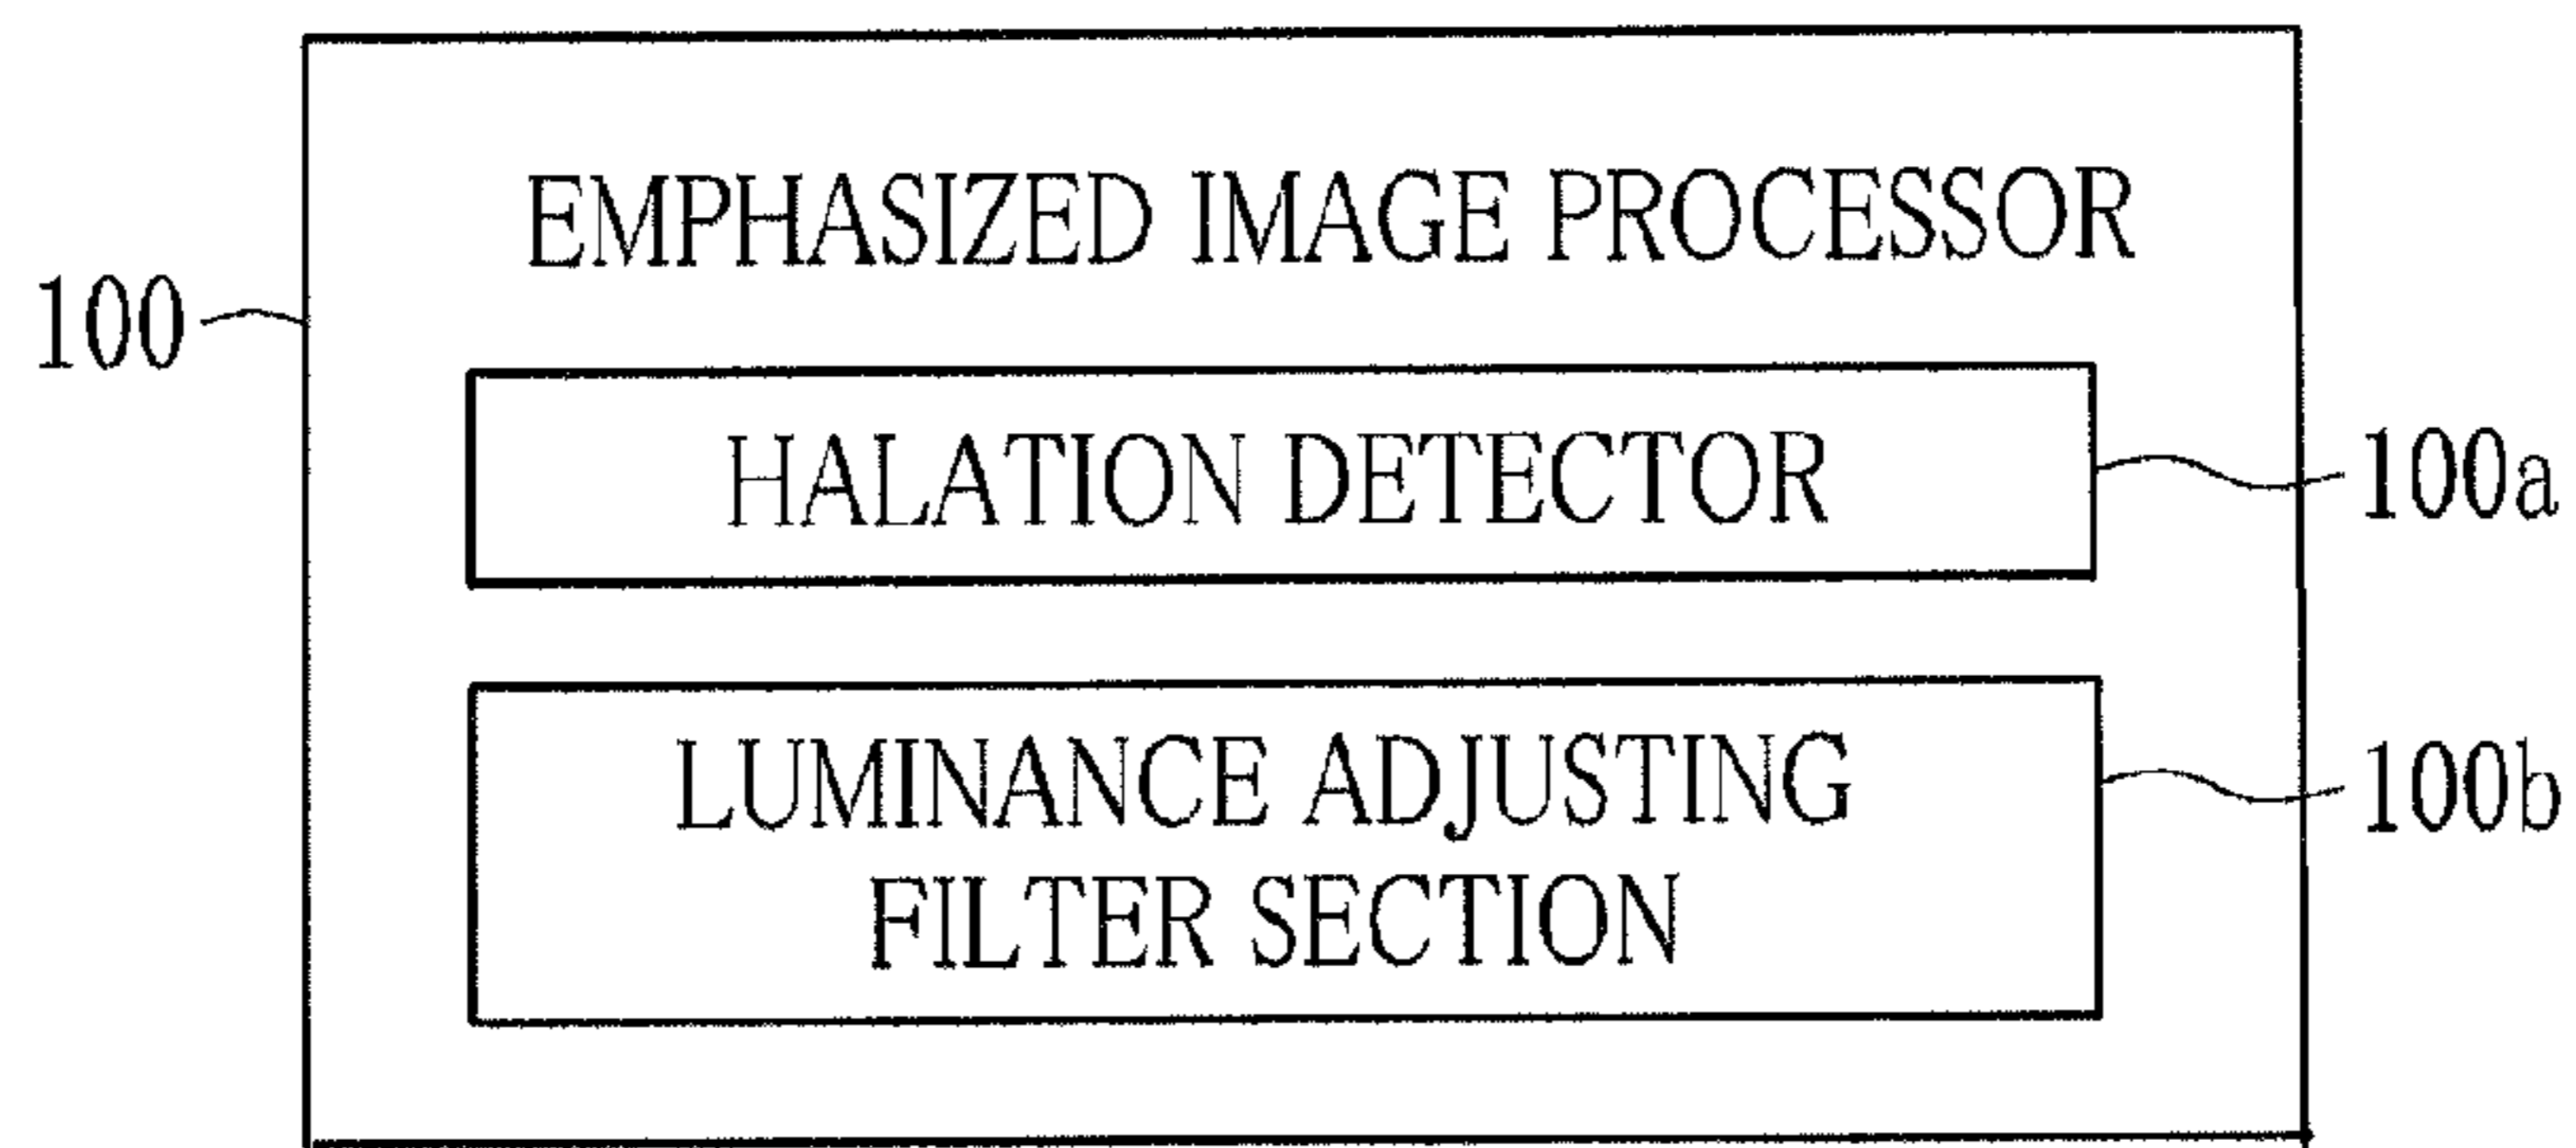 EMPHASIZED IMAGE PROCESSOR
100
HALATION DETECTOR
100a
LUMINANCE ADJUSTING
FILTER SECTION
100b